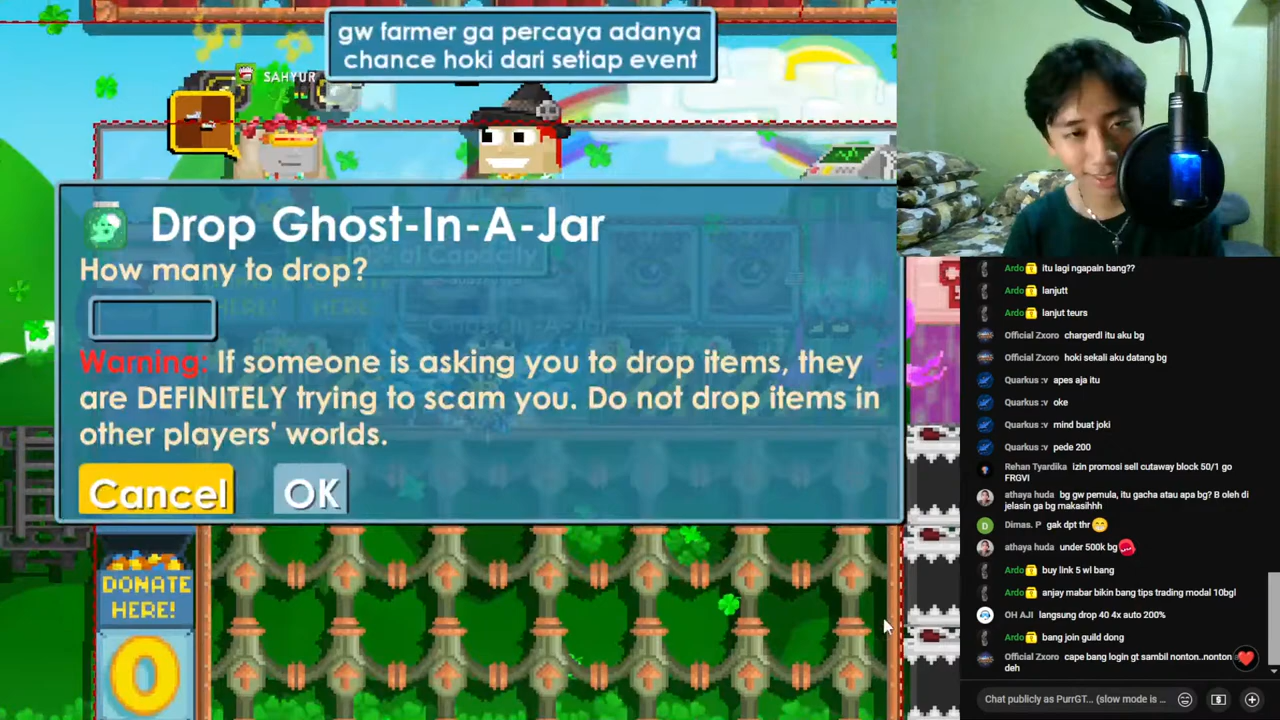 gw farmer ga percaya adanya
chance hoki dari setiap event
SAHYUR
Drop Ghost-In-A-Jar
How many to drop?
Warning: If someone is asking you to drop items, they
are DEFINITELY trying to scam you. Do not drop items in
other players' worlds.
Cancel
OK
DONATE
HERE!
0
Ardo itu lagi ngapain bang??
Ardo lanjutt
Ardo lanjut teurs
Official Zxoro chargerdl itu aku bg
Official Zxoro hoki sekali aku datang bg
Quarkus :v apes aja itu
Quarkus :v oke
Quarkus :v mind buat joki
Quarkus :v pede 200
Rehan Tyardika izin promosi sell cutaway block 50/1 go
FRGVI
athaya huda bg gw pemula, itu gacha atau apa bg? B oleh di
jelasin ga bg makasihhh
D
Dimas. P gak dpt thr 😁
athaya huda under 500k bg
Ardo buy link 5 wl bang
Ardo anjay mabar bikin bang tips trading modal 10bgl
OH AJI langsung drop 40 4x auto 200%
Ardo bang join guild dong
Official Zxoro cape bang login gt sambil nonton..nonton
deh
Chat publicly as PurrGT... (slow mode is ...